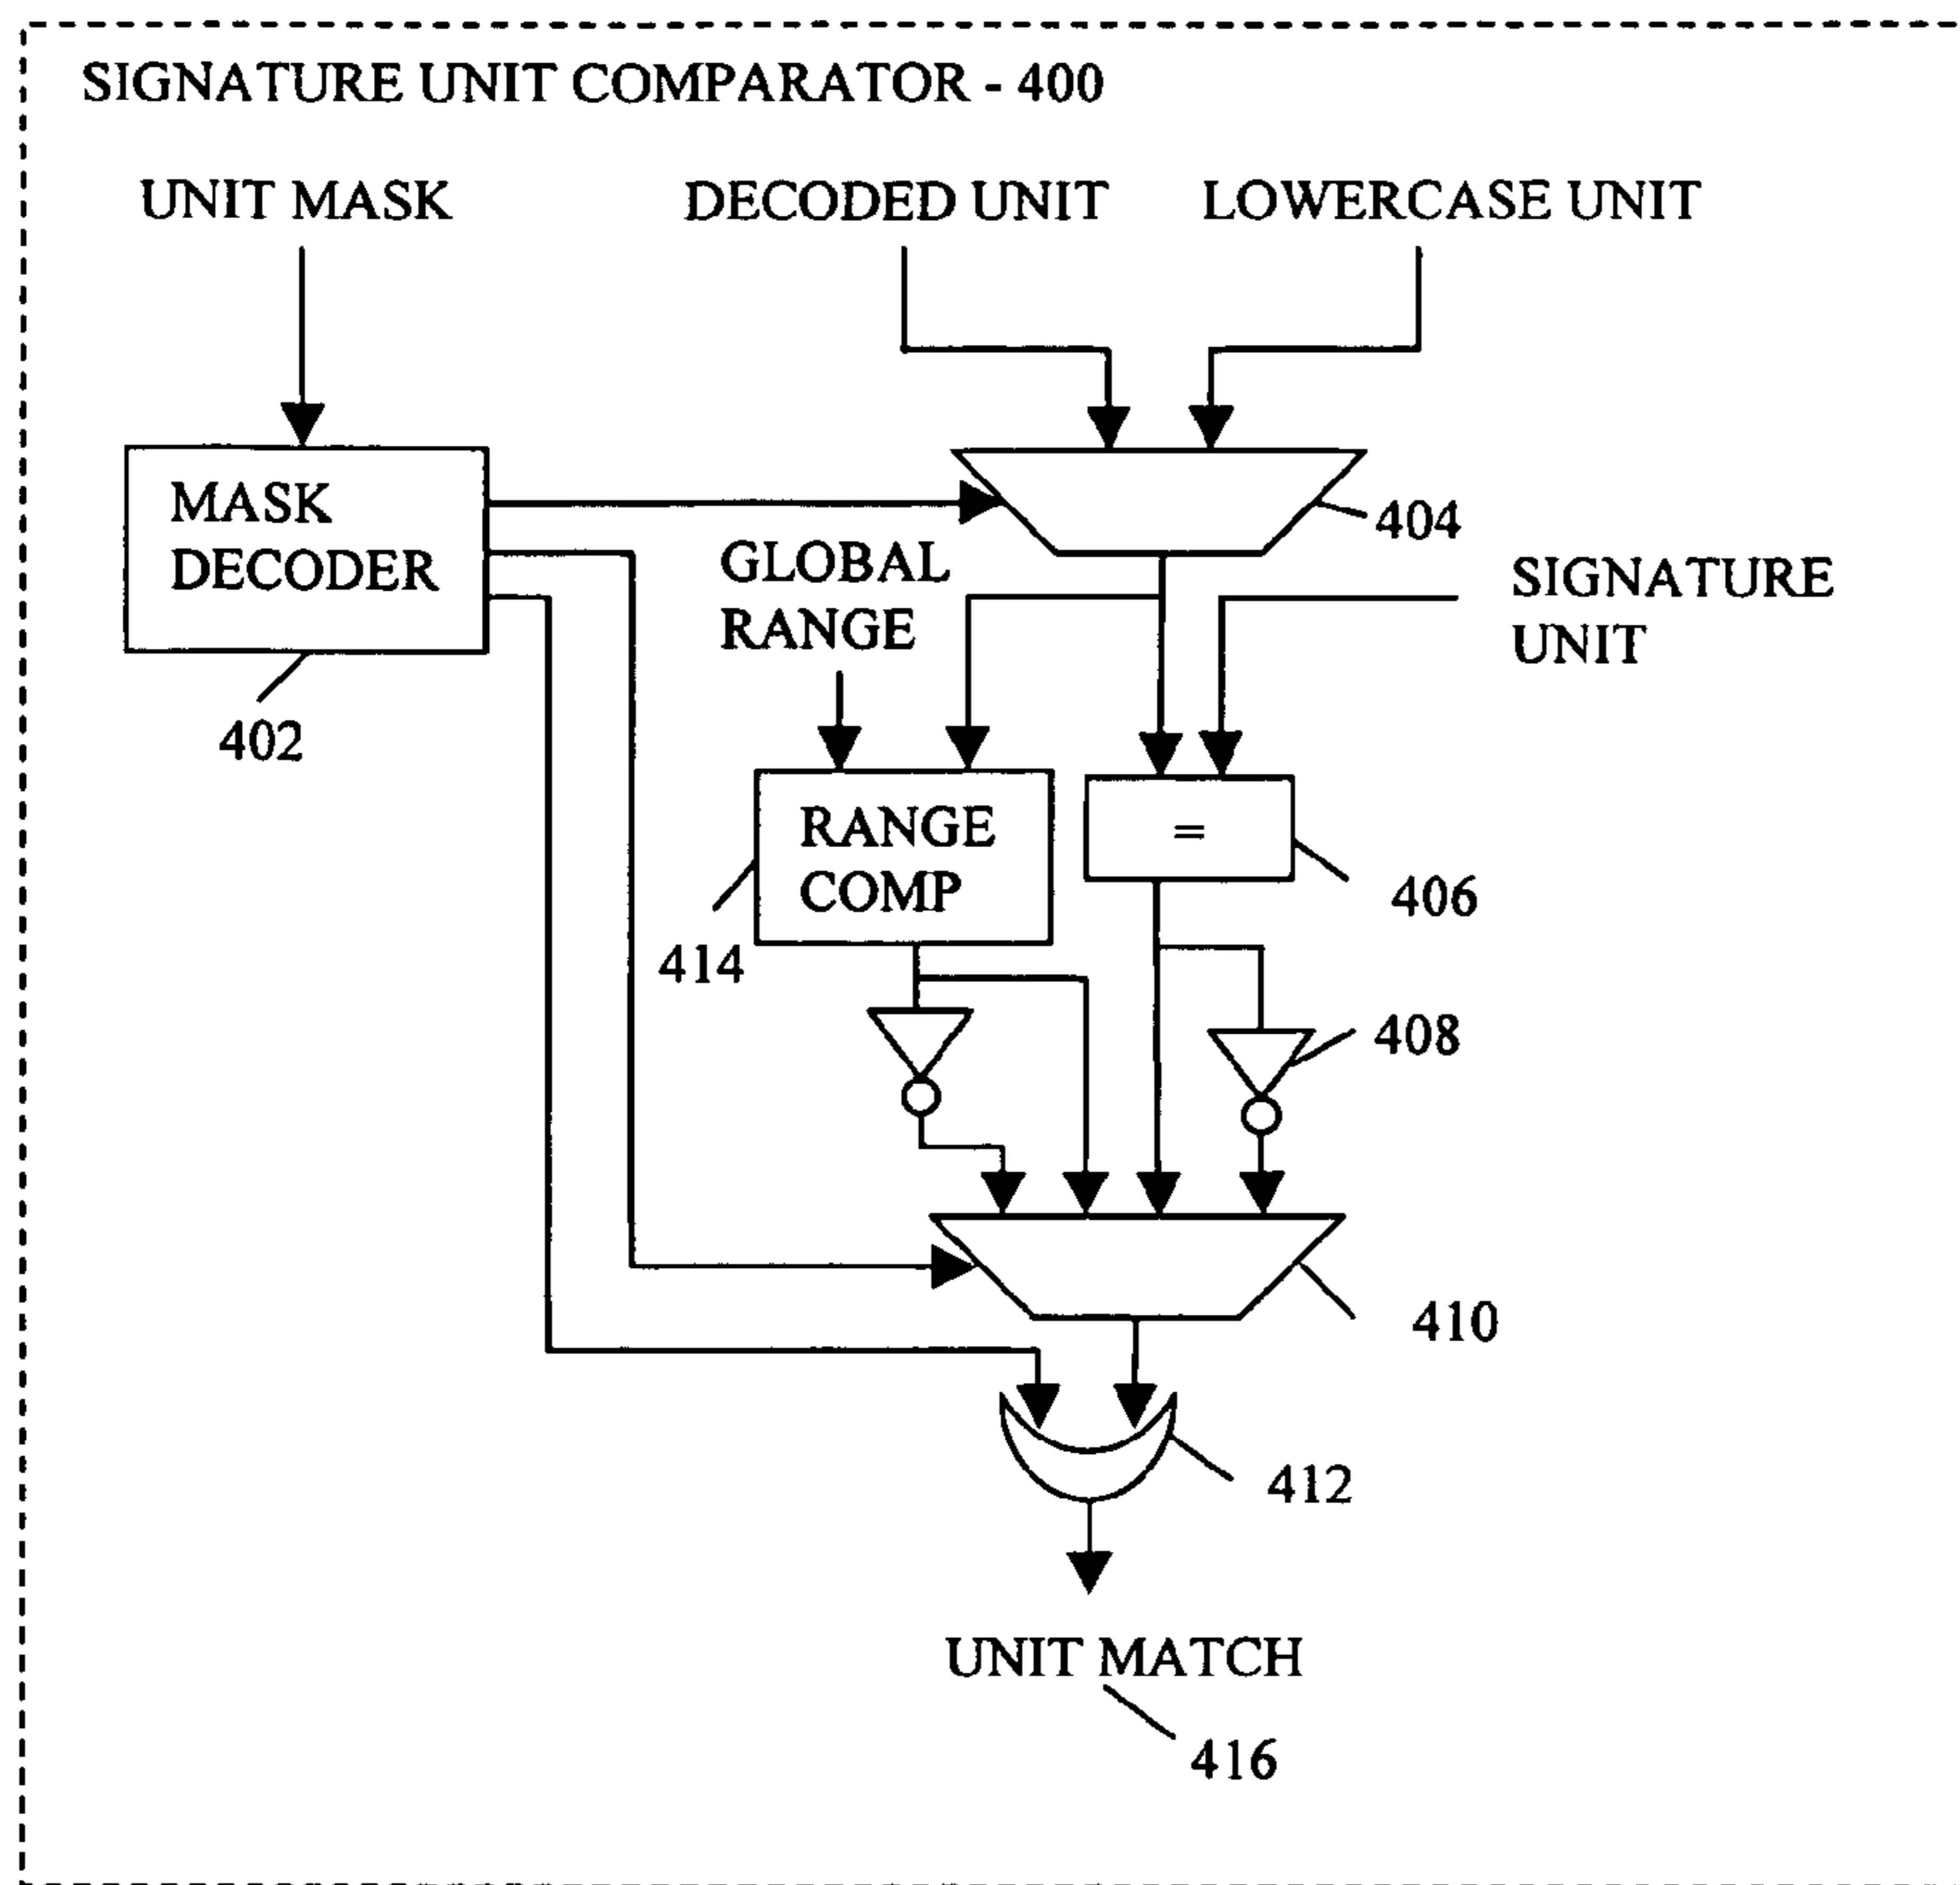 SIGNATURE UNIT COMPARATOR - 400
UNIT MASK
DECODED UNIT
LOWERCASE UNIT
MASK
DECODER
404
GLOBAL
RANGE
SIGNATURE
UNIT
402
RANGE
COMP
=
406
414
408
410
412
UNIT MATCH
416